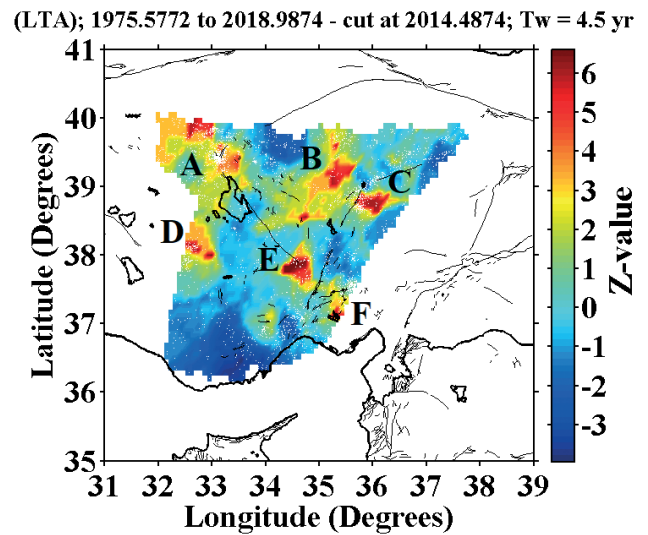 (LTA); 1975.5772 to 2018.9874 - cut at 2014.4874; Tw = 4.5 yr
41
40
39
38
37
36
35
Latitude (Degrees)
A
B
C
D
E
F
31 32 33 34 35 36 37 38 39
Longitude (Degrees)
6
5
4
3
2
1
0
-1
-2
-3
Z-value